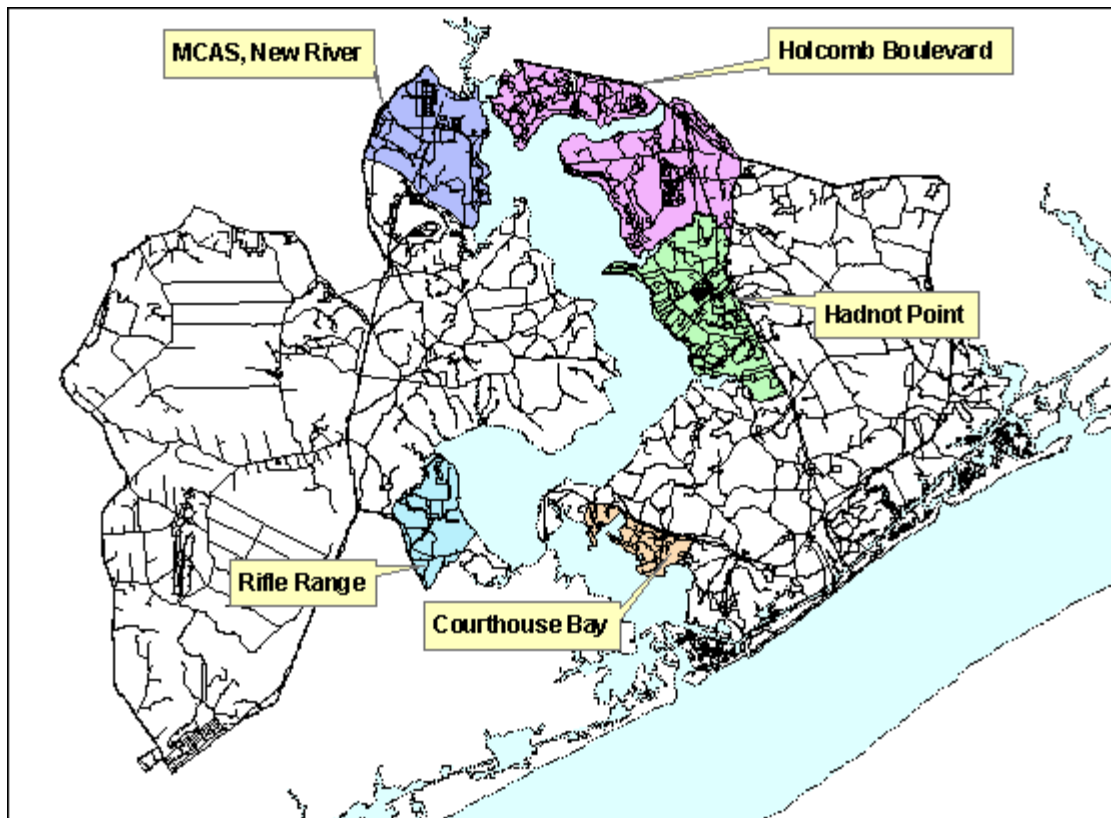 MCAS, New River
Holcomb Boulevard
Hadnot Point
Rifle Range
Courthouse Bay